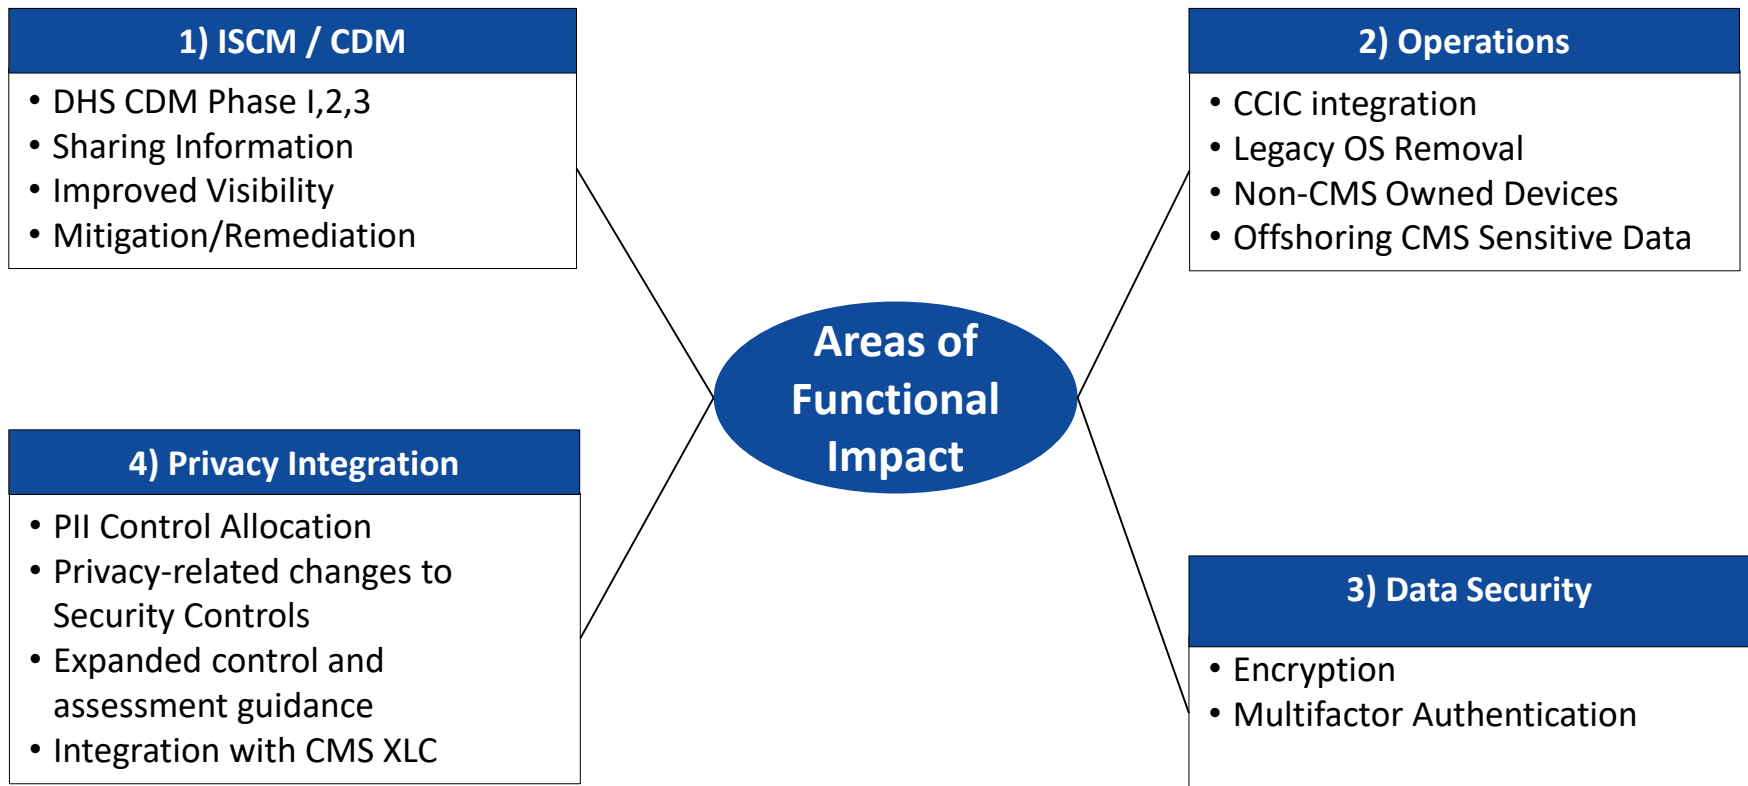 1) ISCM / CDM
• DHS CDM Phase I,2,3
• Sharing Information
• Improved Visibility
• Mitigation/Remediation
2) Operations
• CCIC integration
• Legacy OS Removal
• Non-CMS Owned Devices
• Offshoring CMS Sensitive Data
Areas of
Functional
Impact
4) Privacy Integration
• PII Control Allocation
• Privacy-related changes to
Security Controls
• Expanded control and
assessment guidance
• Integration with CMS XLC
3) Data Security
• Encryption
• Multifactor Authentication